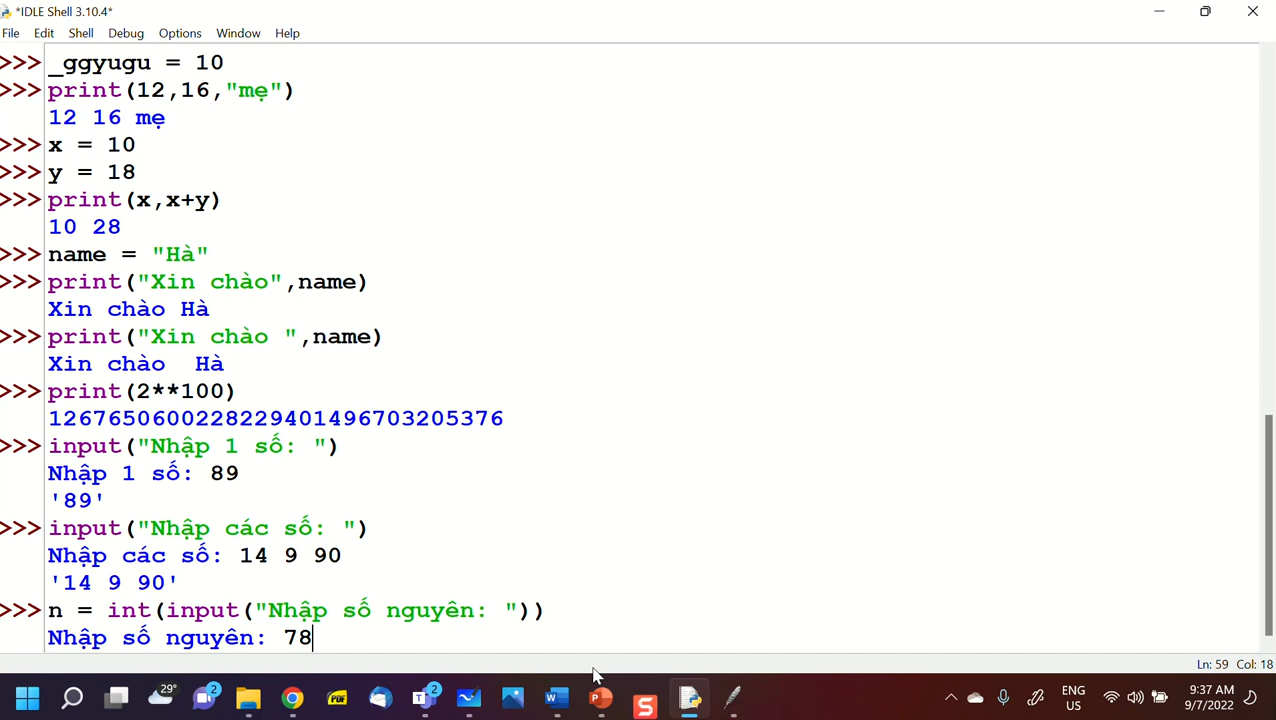 *IDLE Shell 3.10.4*
File Edit Shell Debug Options Window Help
>>> _ggyugu = 10
>>> print(12,16,"mẹ")
12 16 mẹ
>>> x = 10
>>> y = 18
>>> print(x,x+y)
10 28
>>> name = "Hà"
>>> print("Xin chào",name)
Xin chào Hà
>>> print("Xin chào ",name)
Xin chào  Hà
>>> print(2**100)
1267650600228229401496703205376
>>> input("Nhập 1 số: ")
Nhập 1 số: 89
'89'
>>> input("Nhập các số: ")
Nhập các số: 14 9 90
'14 9 90'
>>> n = int(input("Nhập số nguyên: "))
Nhập số nguyên: 78
Ln: 59 Col: 18
29°
2
PDF
T
2
W
P
S
ENG
US
9:37 AM
9/7/2022